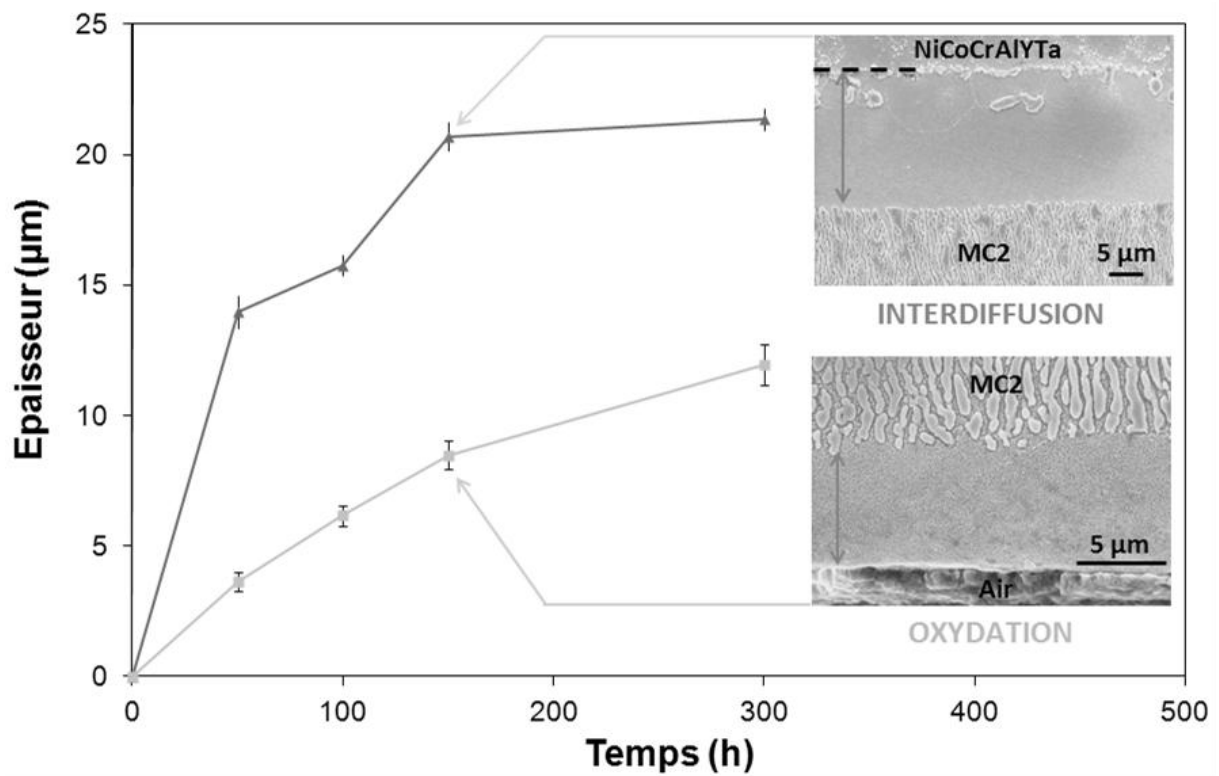 25
20
15
10
5
0
Epaisseur (µm)
0
100
200
300
400
500
Temps (h)
NiCoCrAlYTa
MC2
5 µm
INTERDIFFUSION
MC2
5 µm
Air
OXYDATION